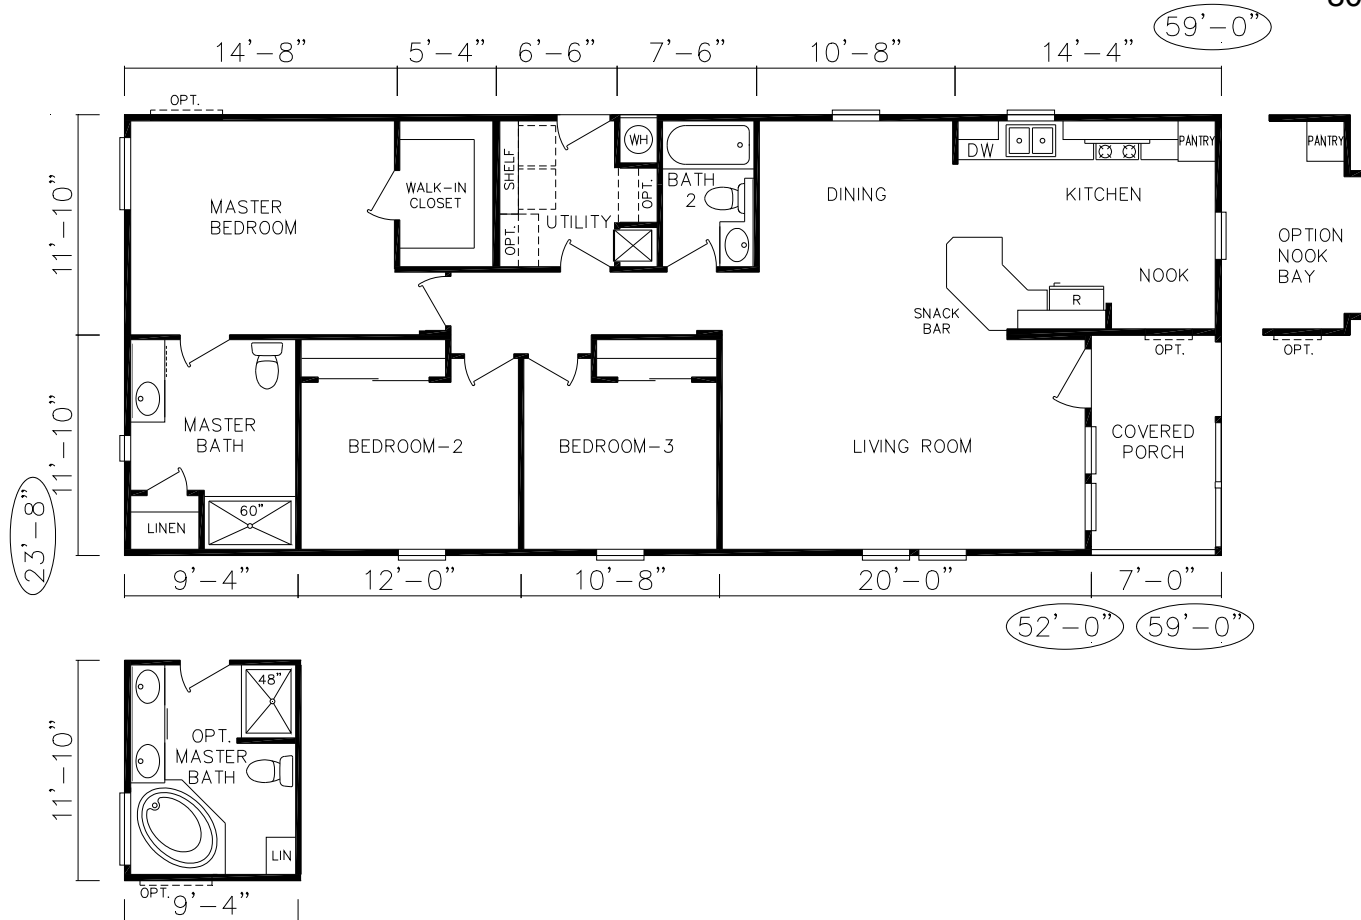 59'-0"
14'-8"
5'-4"
6'-6"
7'-6"
10'-8"
14'-4"
OPT.
WH
SHELF
DW
PANTRY
PANTRY
11'-10"
MASTER
BEDROOM
WALK-IN
CLOSET
OPT.
OPT.
UTILITY
BATH
2
DINING
KITCHEN
OPTION
NOOK
BAY
NOOK
R
SNACK
BAR
OPT.
OPT.
11'-10"
23'-8"
MASTER
BATH
BEDROOM-2
BEDROOM-3
LIVING ROOM
COVERED
PORCH
LINEN
60"
9'-4"
12'-0"
10'-8"
20'-0"
7'-0"
52'-0"
59'-0"
11'-10"
48"
OPT.
MASTER
BATH
LIN
OPT.
9'-4"